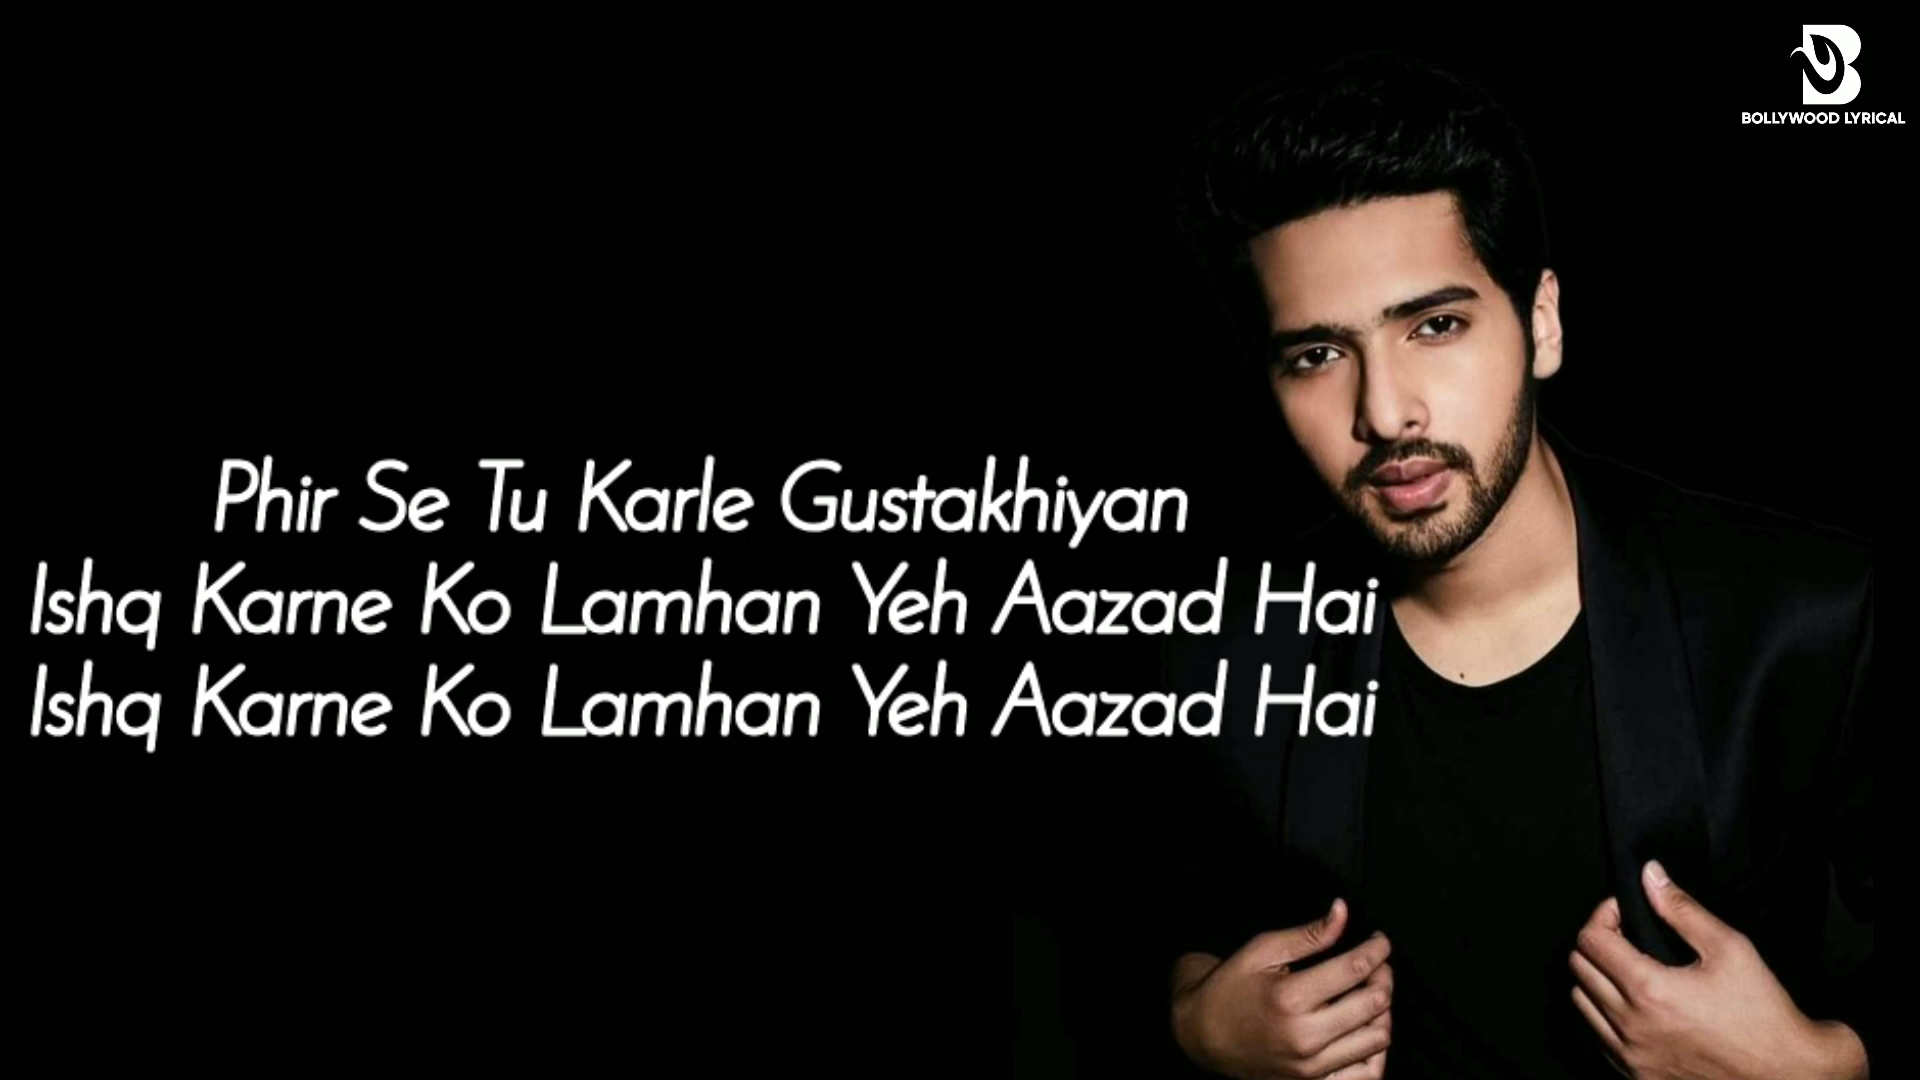 BOLLYWOOD LYRICAL
Phir Se Tu Karle Gustakhiyan
Ishq Karne Ko Lamhan Yeh Aazad Hai
Ishq Karne Ko Lamhan Yeh Aazad Hai